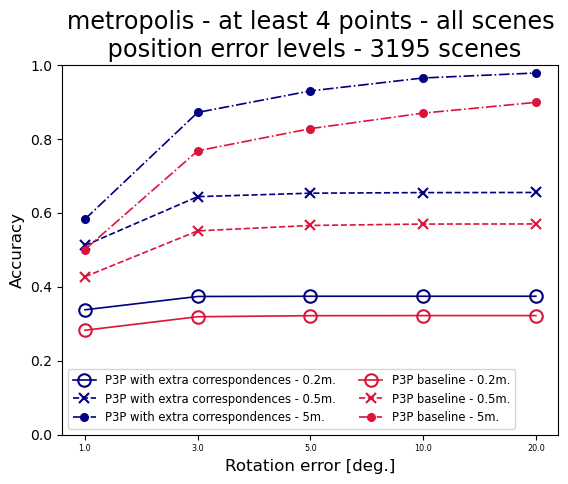 metropolis - at least 4 points - all scenes
position error levels - 3195 scenes
1.0
0.8
0.6
0.4
0.2
0.0
Accuracy
P3P with extra correspondences - 0.2m.
P3P with extra correspondences - 0.5m.
P3P with extra correspondences - 5m.
P3P baseline - 0.2m.
P3P baseline - 0.5m.
P3P baseline - 5m.
1.0 3.0 5.0 10.0 20.0
Rotation error [deg.]